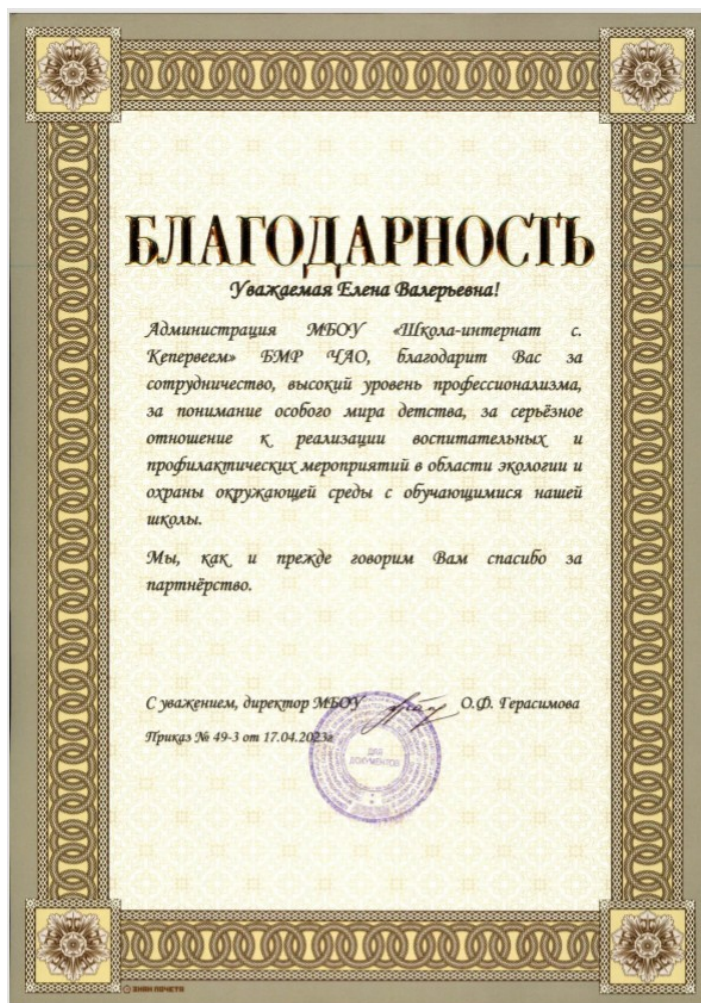 БЛАГОДАРНОСТЬ
Уважаемая Елена Валерьевна!
Администрация МБОУ «Школа-интернат с.
Кепервеем» БМР ЧАО, благодарит Вас за
сотрудничество, высокий уровень профессионализма,
за понимание особого мира детства, за серьёзное
отношение к реализации воспитательных и
профилактических мероприятий в области экологии и
охраны окружающей среды с обучающимися нашей
школы.
Мы, как и прежде говорим Вам спасибо за
партнёрство.
С уважением, директор МБОУ О.Ф. Герасимова
Приказ № 49-3 от 17.04.2023г
ДЛЯ
ДОКУМЕНТОВ
ЗНАК ПОЧЕТА